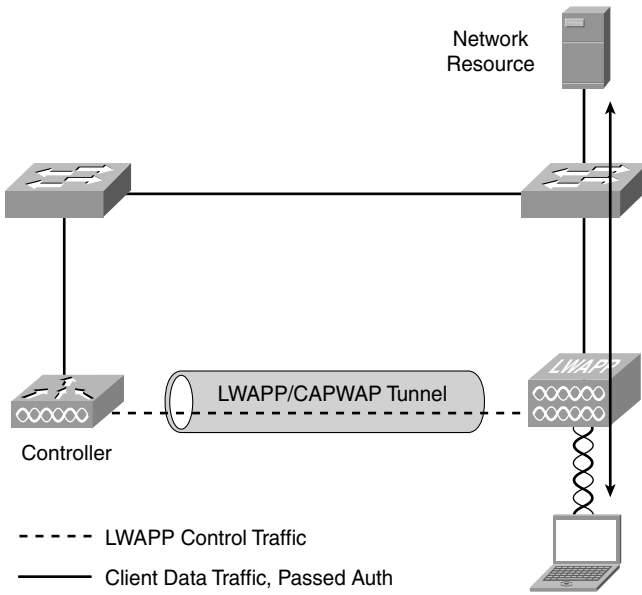 Network
Resource
LWAPP
LWAPP/CAPWAP Tunnel
Controller
LWAPP Control Traffic
Client Data Traffic, Passed Auth